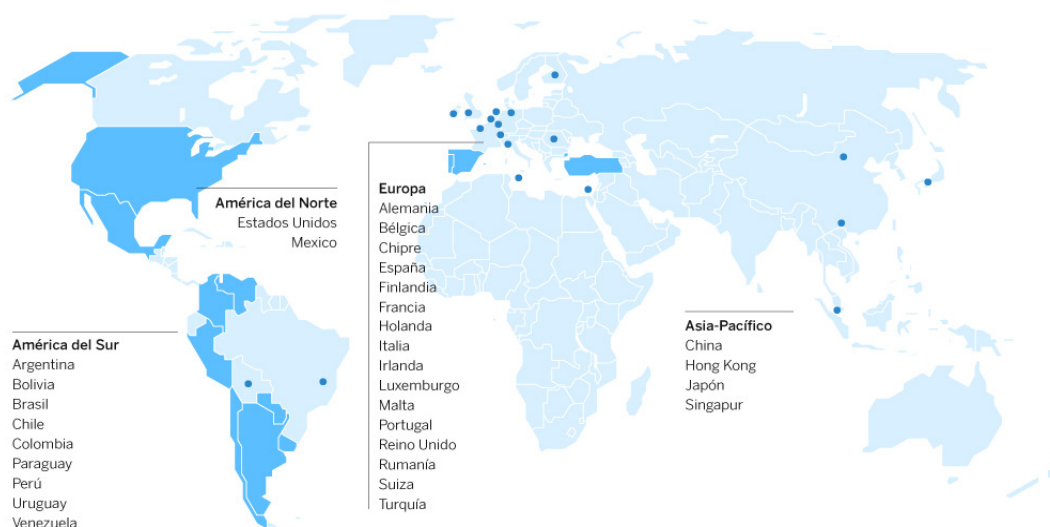 América del Norte
Estados Unidos
Mexico
América del Sur
Argentina
Bolivia
Brasil
Chile
Colombia
Paraguay
Perú
Uruguay
Venezuela
Europa
Alemania
Bélgica
Chipre
España
Finlandia
Francia
Holanda
Italia
Irlanda
Luxemburgo
Malta
Portugal
Reino Unido
Rumanía
Suiza
Turquía
Asia-Pacífico
China
Hong Kong
Japón
Singapur